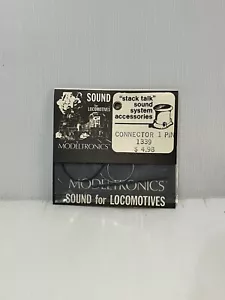 SOUND
for LOCOMOTIVES
MODELTRONICS
"stack talk"
sound
system
accessories
CONNECTOR 1 PIN
1339
$ 4.98
MODELTRONICS
SOUND for LOCOMOTIVES